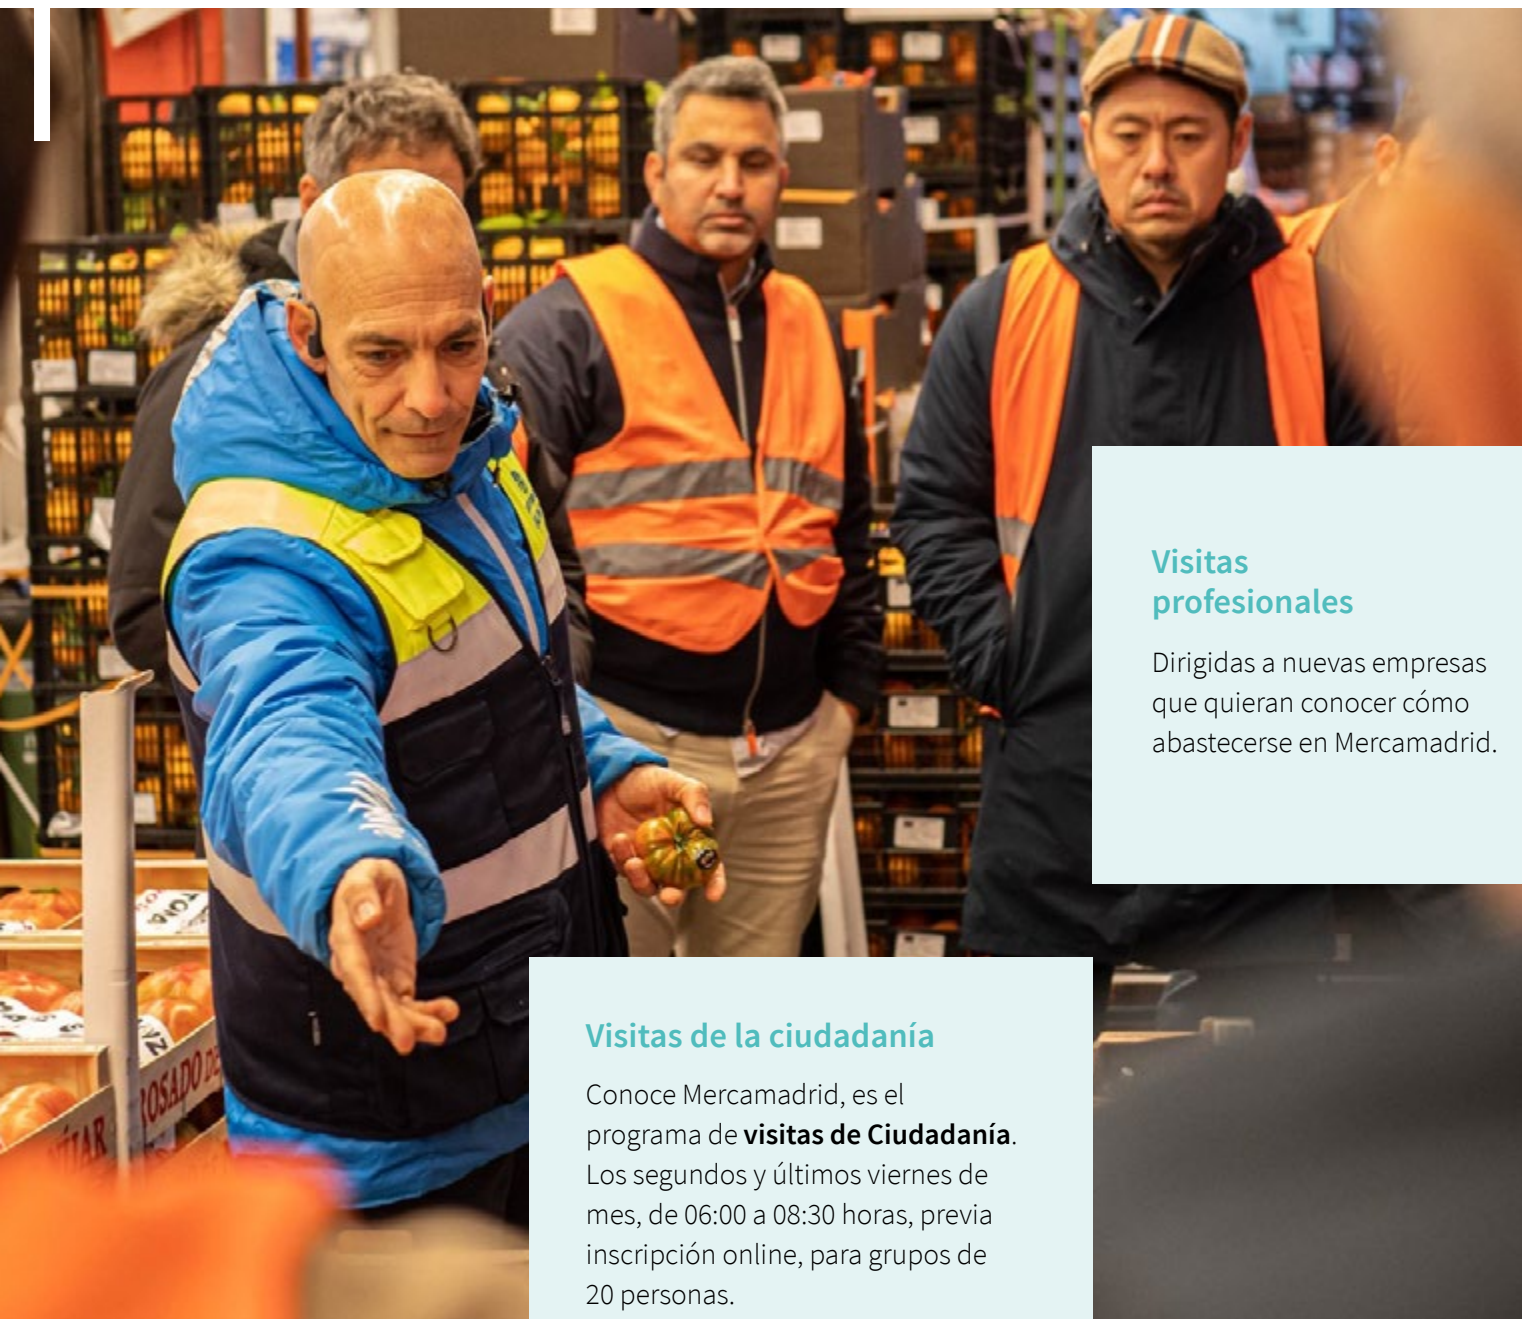 Visitas
profesionales
Dirigidas a nuevas empresas
que quieran conocer cómo
abastecerse en Mercamadrid.
Visitas de la ciudadanía
Conoce Mercamadrid, es el
programa de visitas de Ciudadanía.
Los segundos y últimos viernes de
mes, de 06:00 a 08:30 horas, previa
inscripción online, para grupos de
20 personas.
ROSADO DE